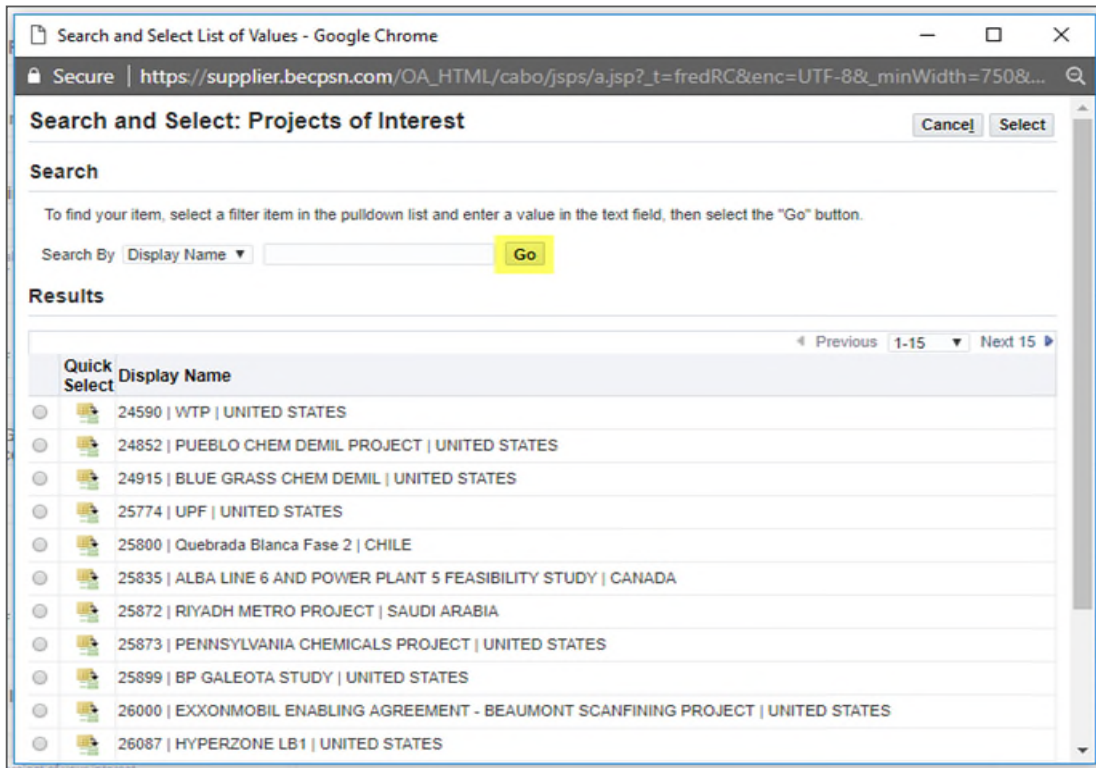 Search and Select List of Values - Google Chrome
Secure | https://supplier.becpsn.com/OA_HTML/cabo/jsps/a.jsp?_t=fredRC&enc=UTF-8&_minWidth=750&...
Search and Select: Projects of Interest
Cancel Select
Search
To find your item, select a filter item in the pulldown list and enter a value in the text field, then select the "Go" button.
Search By Display Name Go
Results
Previous 1-15 Next 15
Quick Select Display Name
24590 | WTP | UNITED STATES
24852 | PUEBLO CHEM DEMIL PROJECT | UNITED STATES
24915 | BLUE GRASS CHEM DEMIL | UNITED STATES
25774 | UPF | UNITED STATES
25800 | Quebrada Blanca Fase 2 | CHILE
25835 | ALBA LINE 6 AND POWER PLANT 5 FEASIBILITY STUDY | CANADA
25872 | RIYADH METRO PROJECT | SAUDI ARABIA
25873 | PENNSYLVANIA CHEMICALS PROJECT | UNITED STATES
25899 | BP GALEOTA STUDY | UNITED STATES
26000 | EXXONMOBIL ENABLING AGREEMENT - BEAUMONT SCANFINING PROJECT | UNITED STATES
26087 | HYPERZONE LB1 | UNITED STATES